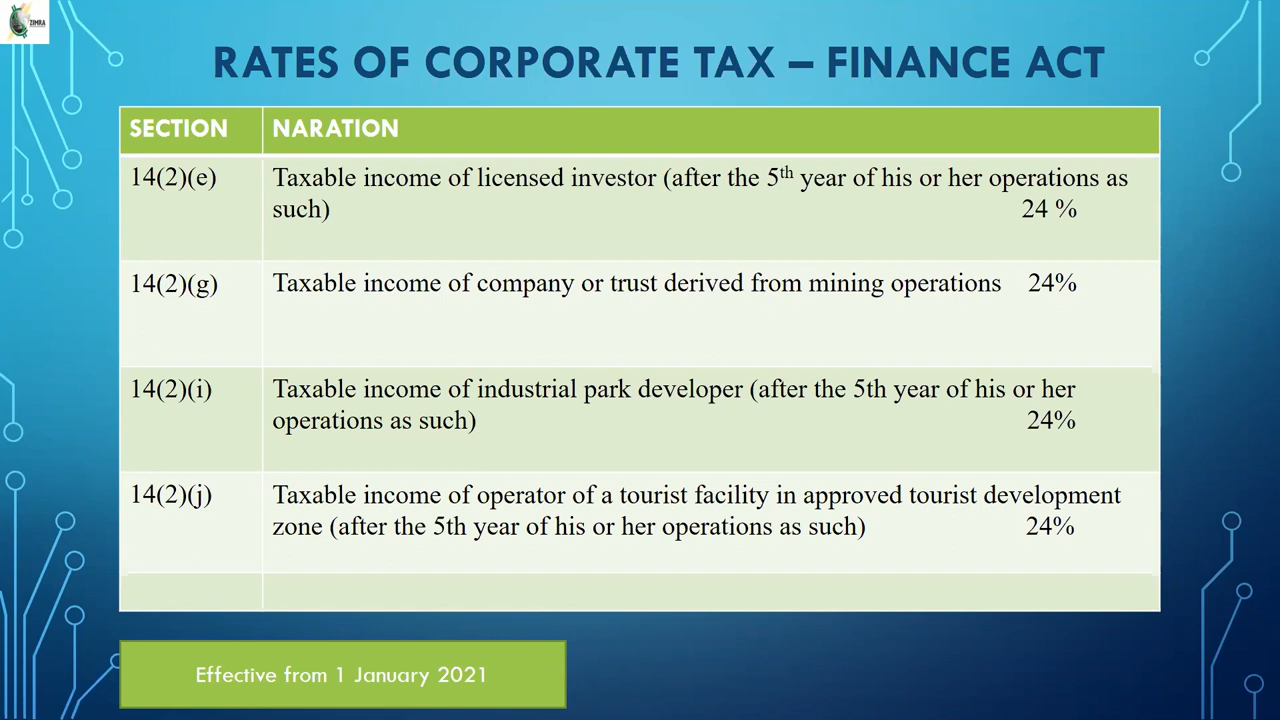 ZIMRA
RATES OF CORPORATE TAX – FINANCE ACT
SECTION NARATION
14(2)(e) Taxable income of licensed investor (after the 5th year of his or her operations as
such) 24 %
14(2)(g) Taxable income of company or trust derived from mining operations 24%
14(2)(i) Taxable income of industrial park developer (after the 5th year of his or her
operations as such) 24%
14(2)(j) Taxable income of operator of a tourist facility in approved tourist development
zone (after the 5th year of his or her operations as such) 24%
Effective from 1 January 2021